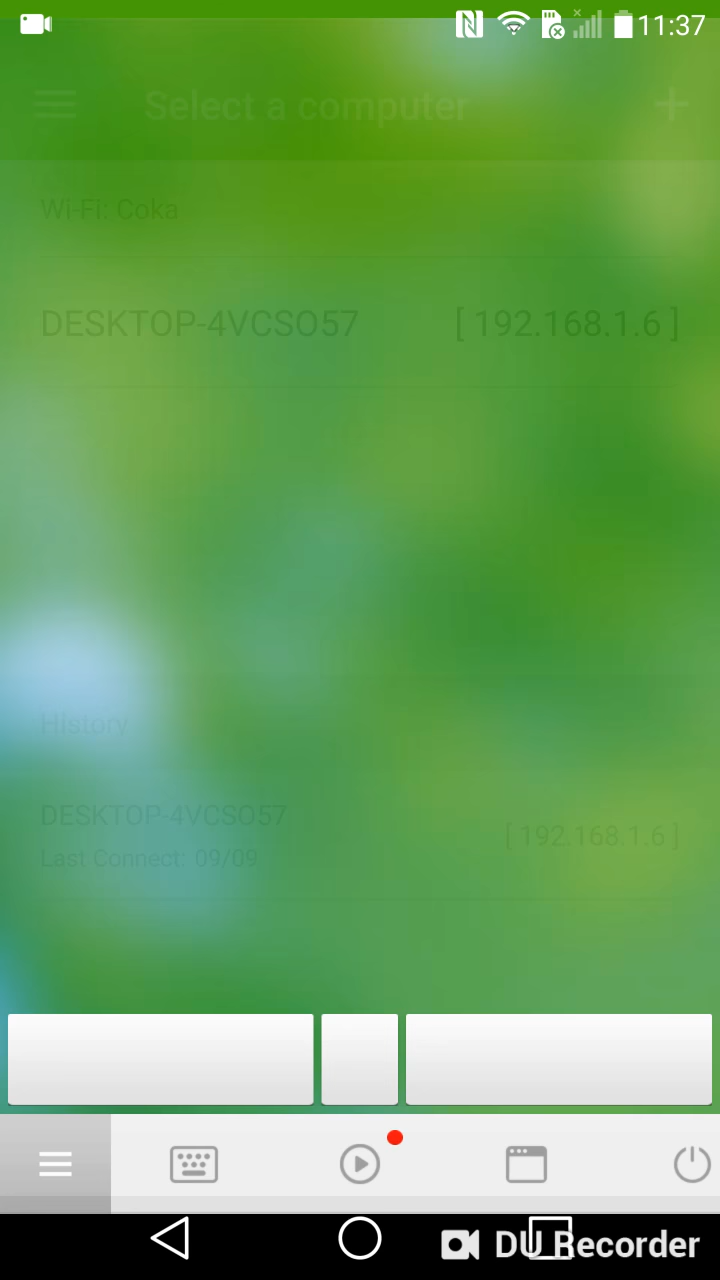 11:37
Select a computer
Wi-Fi: Coka
DESKTOP-4VCSO57 [ 192.168.1.6 ]
History
DESKTOP-4VCSO57
[ 192.168.1.6 ]
Last Connect: 09/09
DU Recorder